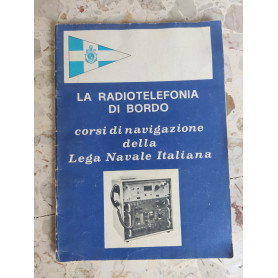 LA RADIOTELEFONIA
DI BORDO
corsi di navigazione
della
Lega Navale Italiana